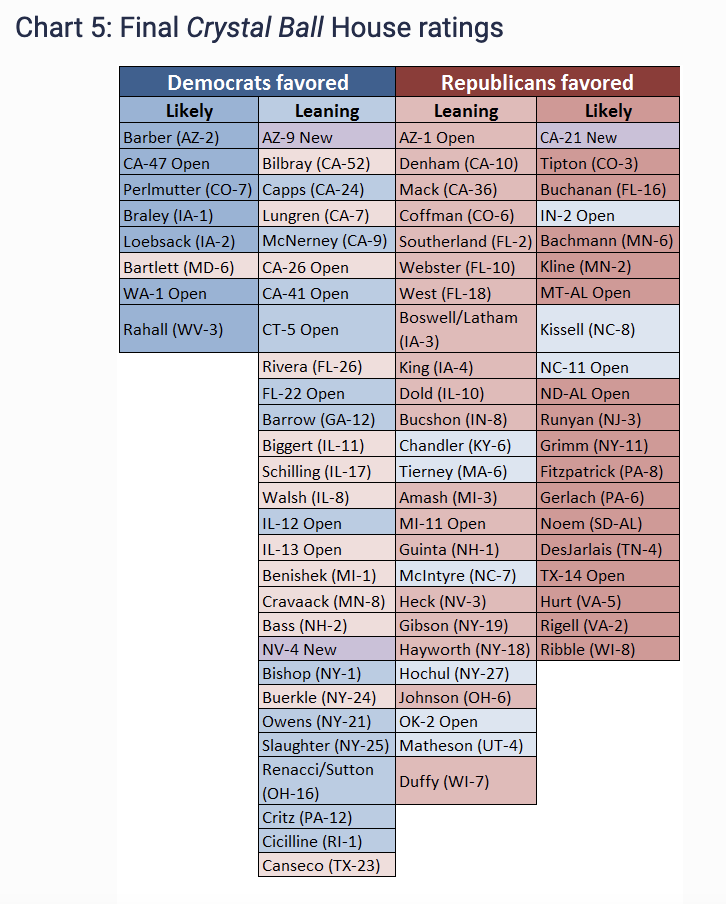 Chart 5: Final Crystal Ball House ratings
Democrats favored Republicans favored
Likely Leaning Leaning Likely
Barber (AZ-2) AZ-9 New AZ-1 Open CA-21 New
CA-47 Open Bilbray (CA-52) Denham (CA-10) Tipton (CO-3)
Perlmutter (CO-7) Capps (CA-24) Mack (CA-36) Buchanan (FL-16)
Braley (IA-1) Lungren (CA-7) Coffman (CO-6) IN-2 Open
Loebsack (IA-2) McNerney (CA-9) Southerland (FL-2) Bachmann (MN-6)
Bartlett (MD-6) CA-26 Open Webster (FL-10) Kline (MN-2)
WA-1 Open CA-41 Open West (FL-18) MT-AL Open
Rahall (WV-3) CT-5 Open Boswell/Latham (IA-3) Kissell (NC-8)
Rivera (FL-26) King (IA-4) NC-11 Open
FL-22 Open Dold (IL-10) ND-AL Open
Barrow (GA-12) Bucshon (IN-8) Runyan (NJ-3)
Biggert (IL-11) Chandler (KY-6) Grimm (NY-11)
Schilling (IL-17) Tierney (MA-6) Fitzpatrick (PA-8)
Walsh (IL-8) Amash (MI-3) Gerlach (PA-6)
IL-12 Open MI-11 Open Noem (SD-AL)
IL-13 Open Guinta (NH-1) DesJarlais (TN-4)
Benishek (MI-1) McIntyre (NC-7) TX-14 Open
Cravaack (MN-8) Heck (NV-3) Hurt (VA-5)
Bass (NH-2) Gibson (NY-19) Rigell (VA-2)
NV-4 New Hayworth (NY-18) Ribble (WI-8)
Bishop (NY-1) Hochul (NY-27)
Buerkle (NY-24) Johnson (OH-6)
Owens (NY-21) OK-2 Open
Slaughter (NY-25) Matheson (UT-4)
Renacci/Sutton (OH-16) Duffy (WI-7)
Critz (PA-12)
Cicilline (RI-1)
Canseco (TX-23)